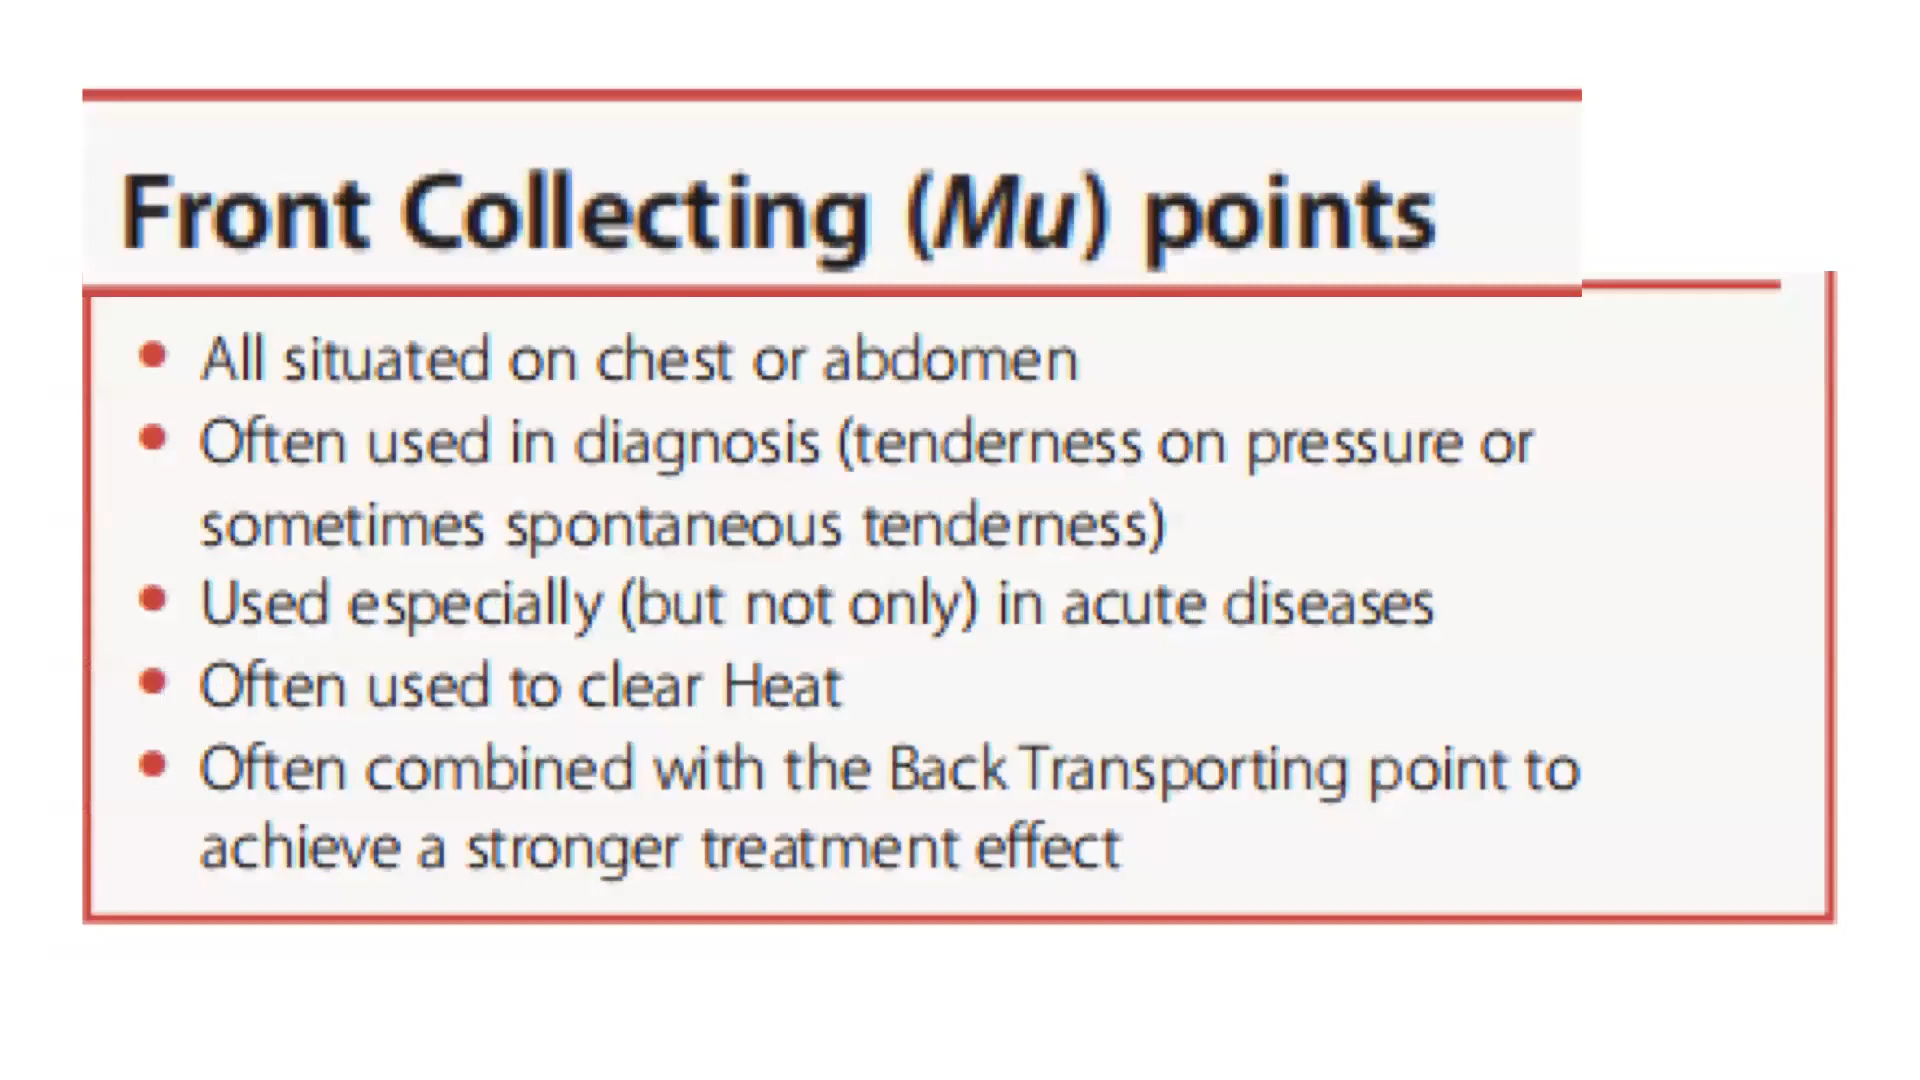 Front Collecting (Mu) points
• All situated on chest or abdomen
• Often used in diagnosis (tenderness on pressure or
sometimes spontaneous tenderness)
• Used especially (but not only) in acute diseases
• Often used to clear Heat
• Often combined with the Back Transporting point to
achieve a stronger treatment effect